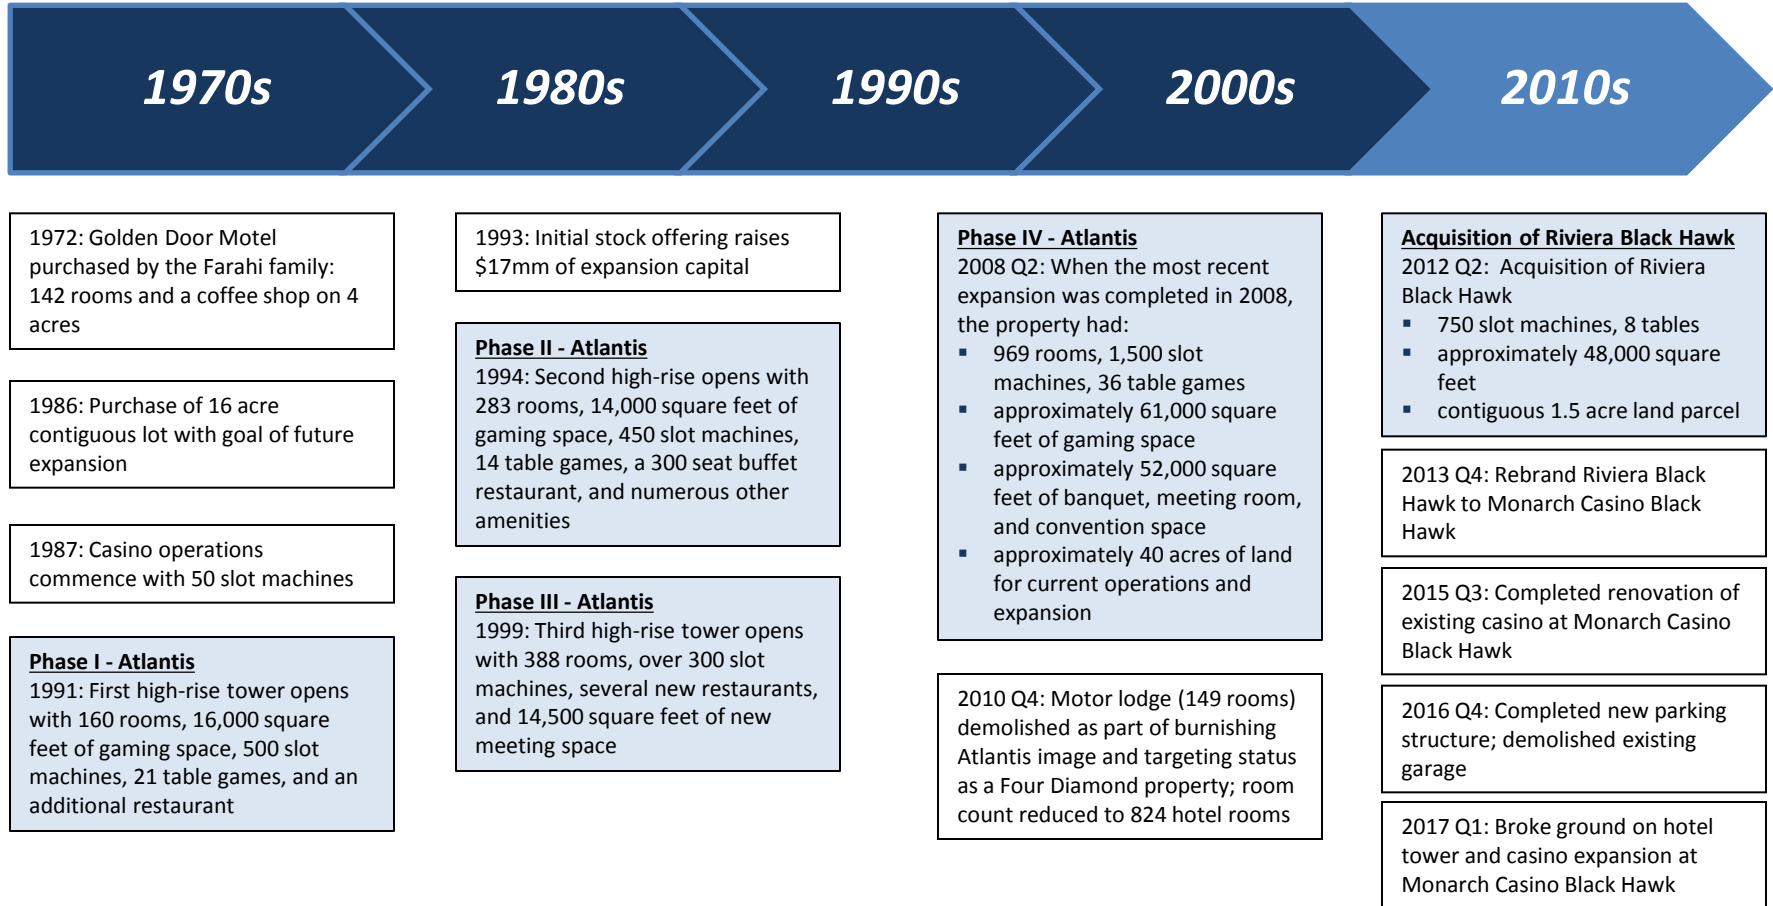 1970s
1980s
1990s
2000s
2010s
1972: Golden Door Motel
purchased by the Farahi family:
142 rooms and a coffee shop on 4
acres
1986: Purchase of 16 acre
contiguous lot with goal of future
expansion
1987: Casino operations
commence with 50 slot machines
Phase I - Atlantis
1991: First high-rise tower opens
with 160 rooms, 16,000 square
feet of gaming space, 500 slot
machines, 21 table games, and an
additional restaurant
1993: Initial stock offering raises
$17mm of expansion capital
Phase II - Atlantis
1994: Second high-rise opens with
283 rooms, 14,000 square feet of
gaming space, 450 slot machines,
14 table games, a 300 seat buffet
restaurant, and numerous other
amenities
Phase III - Atlantis
1999: Third high-rise tower opens
with 388 rooms, over 300 slot
machines, several new restaurants,
and 14,500 square feet of new
meeting space
Phase IV - Atlantis
2008 Q2: When the most recent
expansion was completed in 2008,
the property had:
▪ 969 rooms, 1,500 slot
machines, 36 table games
▪ approximately 61,000 square
feet of gaming space
▪ approximately 52,000 square
feet of banquet, meeting room,
and convention space
▪ approximately 40 acres of land
for current operations and
expansion
2010 Q4: Motor lodge (149 rooms)
demolished as part of burnishing
Atlantis image and targeting status
as a Four Diamond property; room
count reduced to 824 hotel rooms
Acquisition of Riviera Black Hawk
2012 Q2: Acquisition of Riviera
Black Hawk
▪ 750 slot machines, 8 tables
▪ approximately 48,000 square
feet
▪ contiguous 1.5 acre land parcel
2013 Q4: Rebrand Riviera Black
Hawk to Monarch Casino Black
Hawk
2015 Q3: Completed renovation of
existing casino at Monarch Casino
Black Hawk
2016 Q4: Completed new parking
structure; demolished existing
garage
2017 Q1: Broke ground on hotel
tower and casino expansion at
Monarch Casino Black Hawk